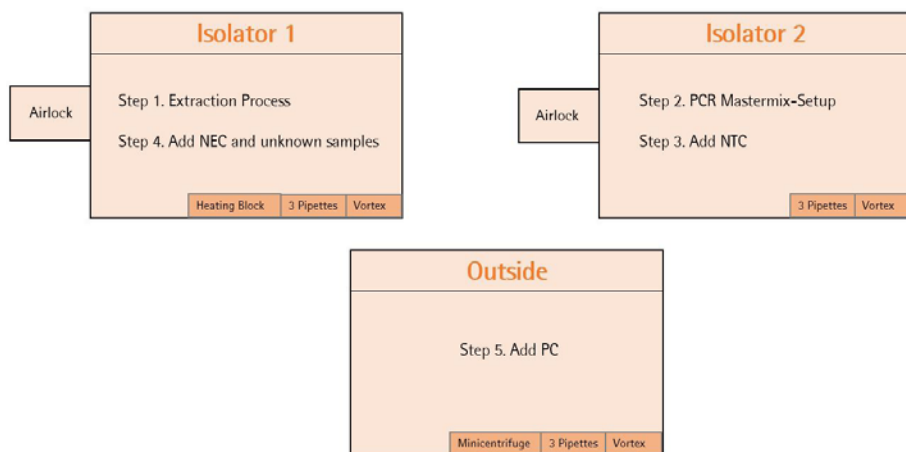 Isolator 1
Airlock
Step 1. Extraction Process
Step 4. Add NEC and unknown samples
Heating Block
3 Pipettes
Vortex
Isolator 2
Airlock
Step 2. PCR Mastermix-Setup
Step 3. Add NTC
3 Pipettes
Vortex
Outside
Step 5. Add PC
Minicentrifuge
3 Pipettes
Vortex